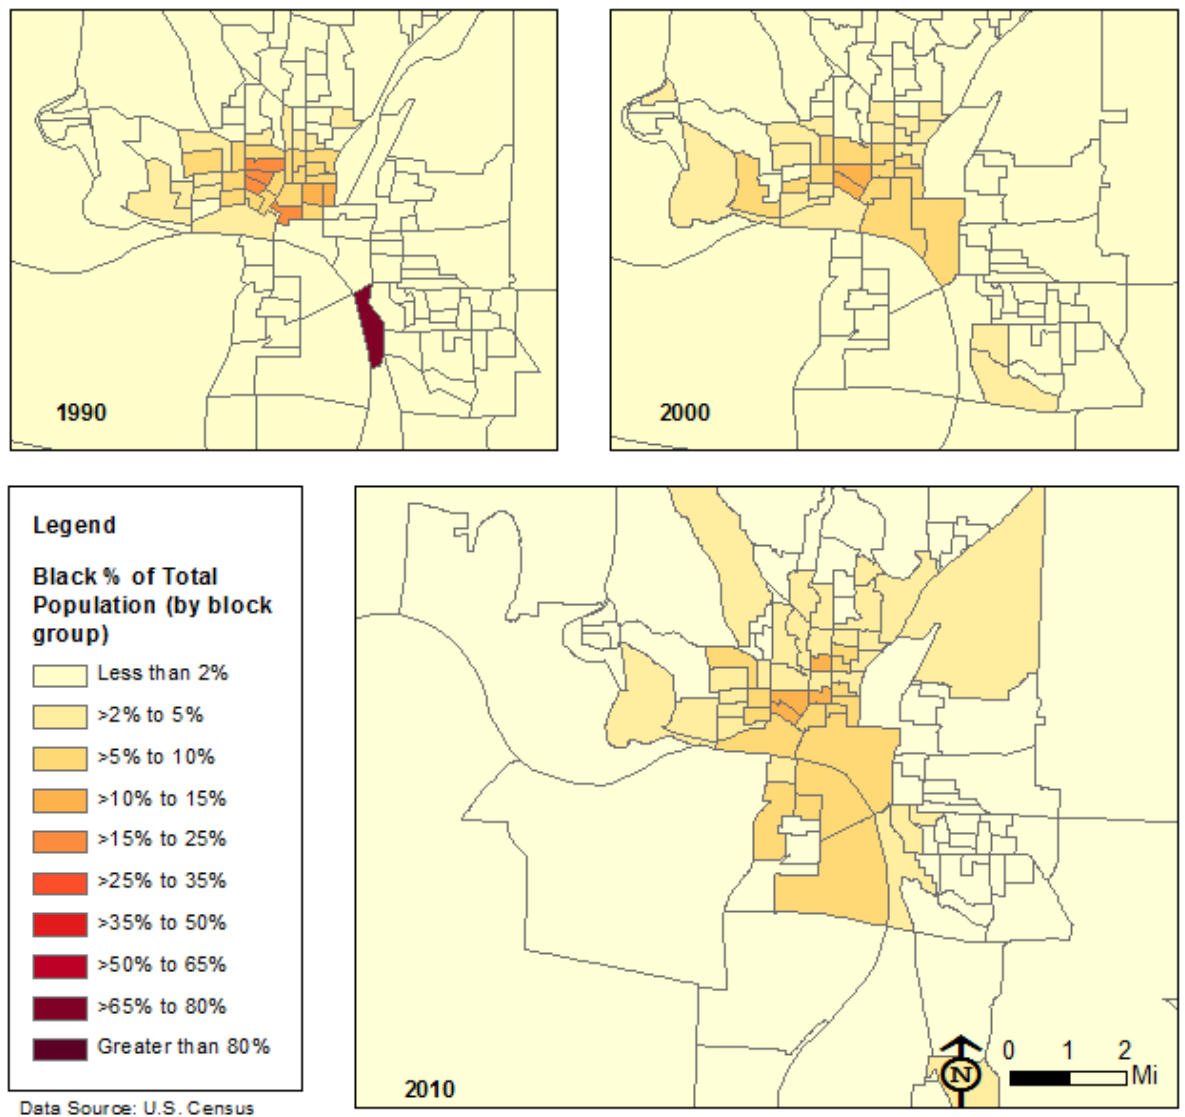 1990
2000
Legend
Black % of Total
Population (by block
group)
Less than 2%
>2% to 5%
>5% to 10%
>10% to 15%
>15% to 25%
>25% to 35%
>35% to 50%
>50% to 65%
>65% to 80%
Greater than 80%
Data Source: U.S. Census
2010
N
0 1 2
Mi